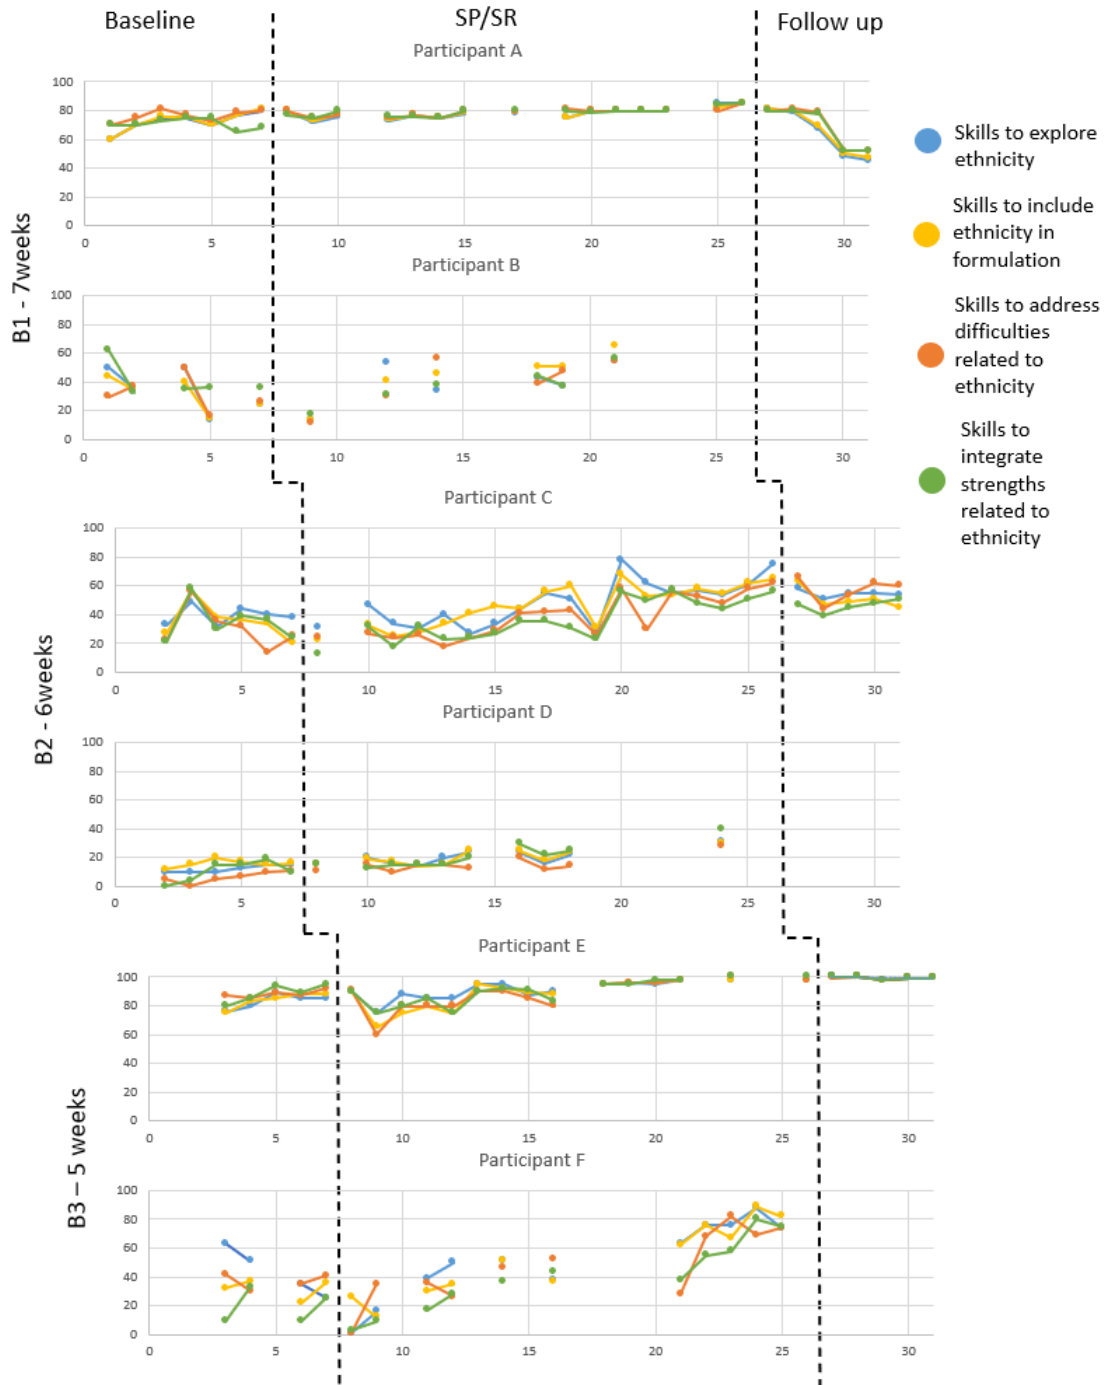 Baseline
SP/SR
Follow up
Participant A
100
80
60
40
20
0
0 5 10 15 20 25 30
Participant B
100
80
60
40
20
0
0 5 10 15 20 25 30
B1 - 7weeks
Participant C
100
80
60
40
20
0
0 5 10 15 20 25 30
Participant D
100
80
60
40
20
0
0 5 10 15 20 25 30
B2 - 6weeks
Participant E
100
80
60
40
20
0
0 5 10 15 20 25 30
Participant F
100
80
60
40
20
0
0 5 10 15 20 25 30
B3 – 5 weeks
Skills to explore
ethnicity
Skills to include
ethnicity in
formulation
Skills to address
difficulties
related to
ethnicity
Skills to
integrate
strengths
related to
ethnicity